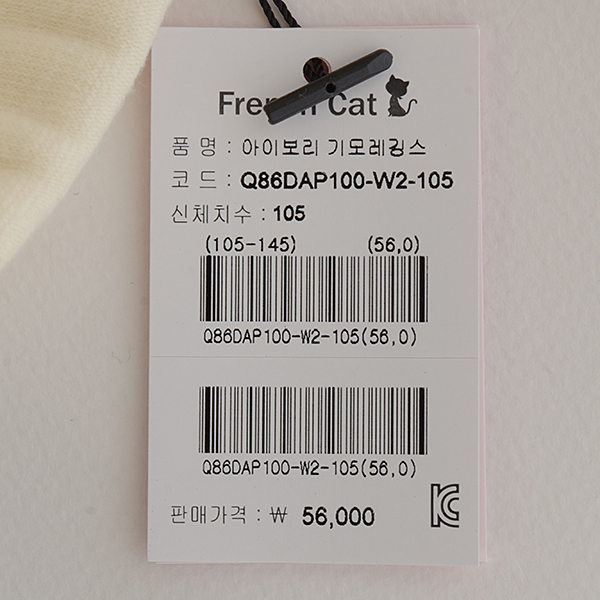 Cat
품 명 : 아이보리 기모레깅스
코 드 : Q86DAP100-W2-105
신체치수 : 105
(105-145) (56,0)
Q86DAP100-W2-105(56,0)
Q86DAP100-W2-105(56,0)
판매가격 : ₩ 56,000